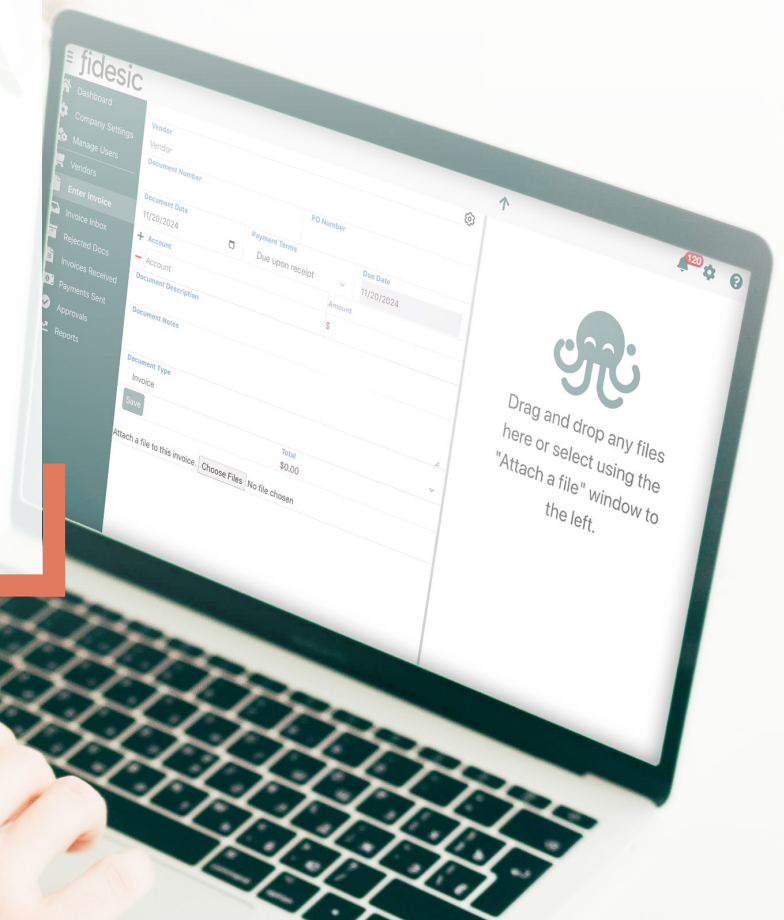 fidesic
Dashboard
Company Settings
Manage Users
Vendors
Enter Invoice
Invoice Inbox
Rejected Docs
Invoices Received
Payments Sent
Approvals
Reports
Vendor
Vendor
Document Number
PO Number
Document Date
11/20/2024
Payment Terms
Due upon receipt
Due Date
11/20/2024
Account
Account
Amount
$
Document Description
Document Notes
Document Type
Invoice
Save
Total
$0.00
Attach a file to this invoice. Choose Files No file chosen
120
Drag and drop any files
here or select using the
"Attach a file" window to
the left.
command
option